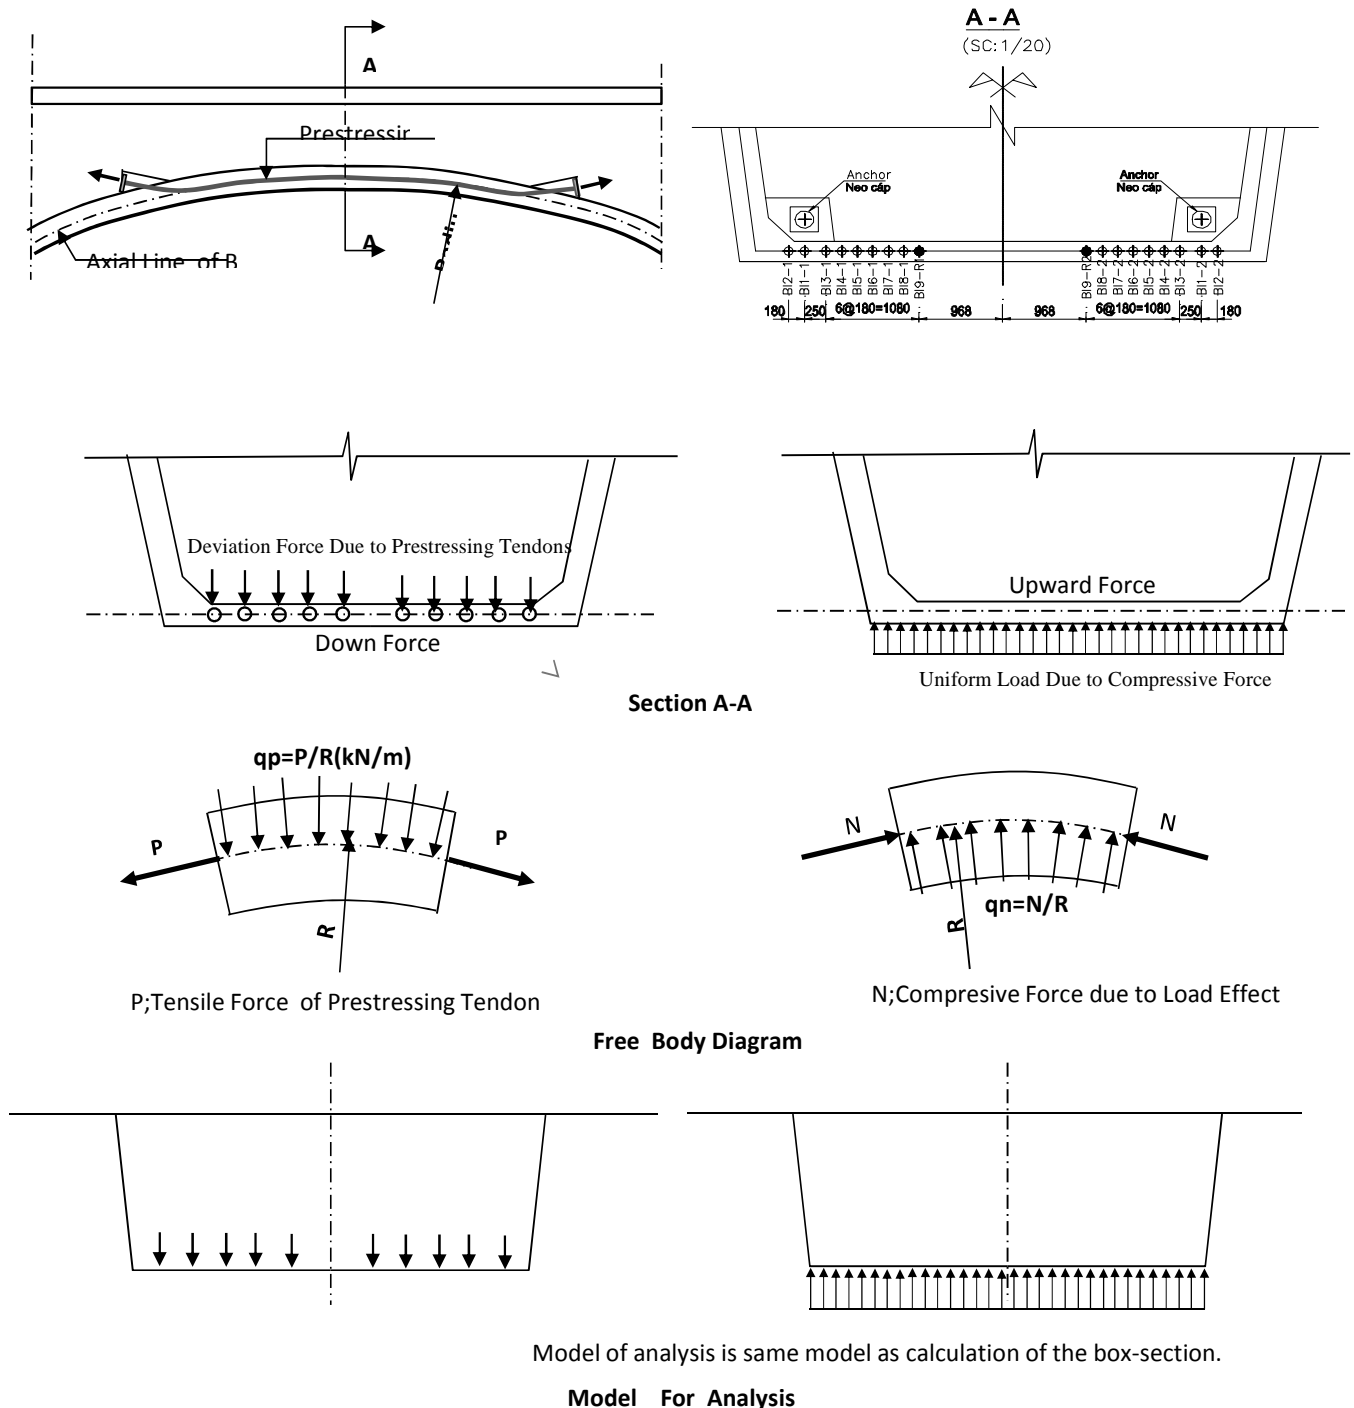 A
A
Prestressir
Axial Line of B
A - A
(SC: 1/20)
Anchor
Neo cáp
Anchor
Neo cáp
BI2-1
BI1-1
BI3-1
BI4-1
BI5-1
BI6-1
BI7-1
BI8-1
BI9-R1
BI9-R2
BI8-2
BI7-2
BI6-2
BI5-2
BI4-2
BI3-2
BI1-2
BI2-2
180 250 6@180=1080 968 968 6@180=1080 250 180
Deviation Force Due to Prestressing Tendons
Down Force
Upward Force
Uniform Load Due to Compressive Force
Section A-A
qp=P/R(kN/m)
P
P
R
P;Tensile Force of Prestressing Tendon
N
N
qn=N/R
R
N;Compresive Force due to Load Effect
Free Body Diagram
Model of analysis is same model as calculation of the box-section.
Model For Analysis